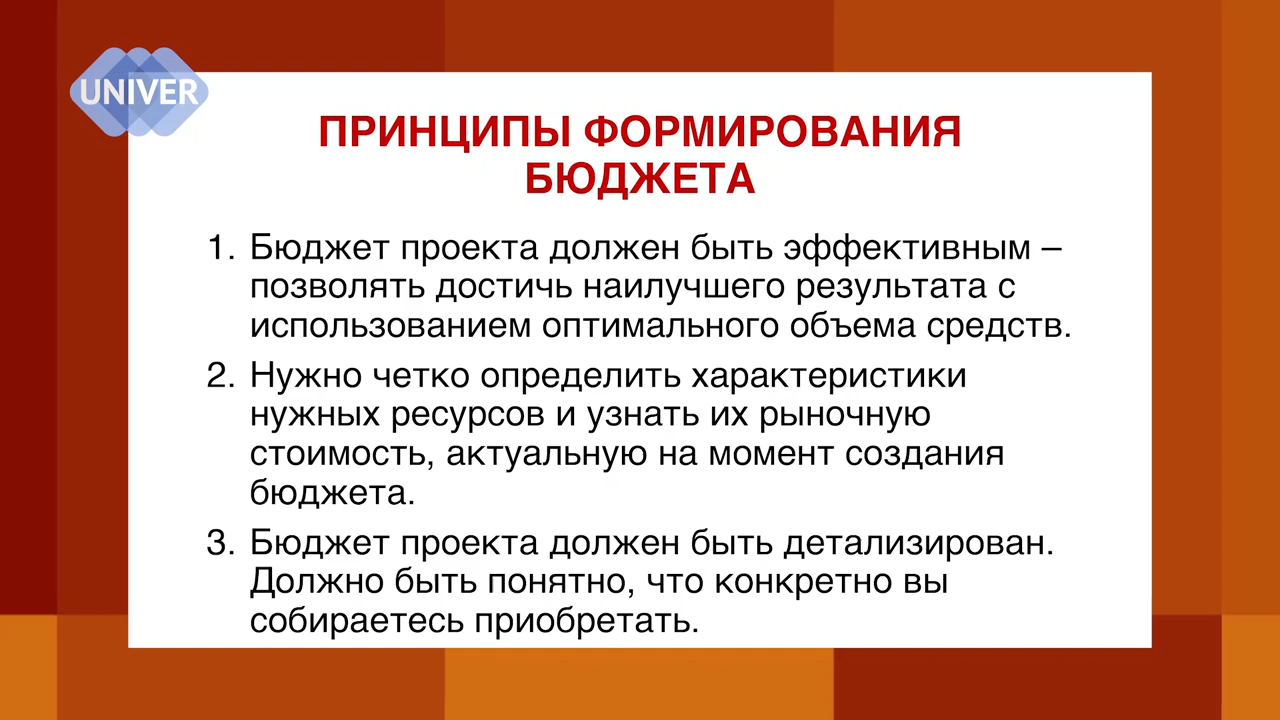 UNIVER
ПРИНЦИПЫ ФОРМИРОВАНИЯ
БЮДЖЕТА
1. Бюджет проекта должен быть эффективным –
позволять достичь наилучшего результата с
использованием оптимального объема средств.
2. Нужно четко определить характеристики
нужных ресурсов и узнать их рыночную
стоимость, актуальную на момент создания
бюджета.
3. Бюджет проекта должен быть детализирован.
Должно быть понятно, что конкретно вы
собираетесь приобретать.